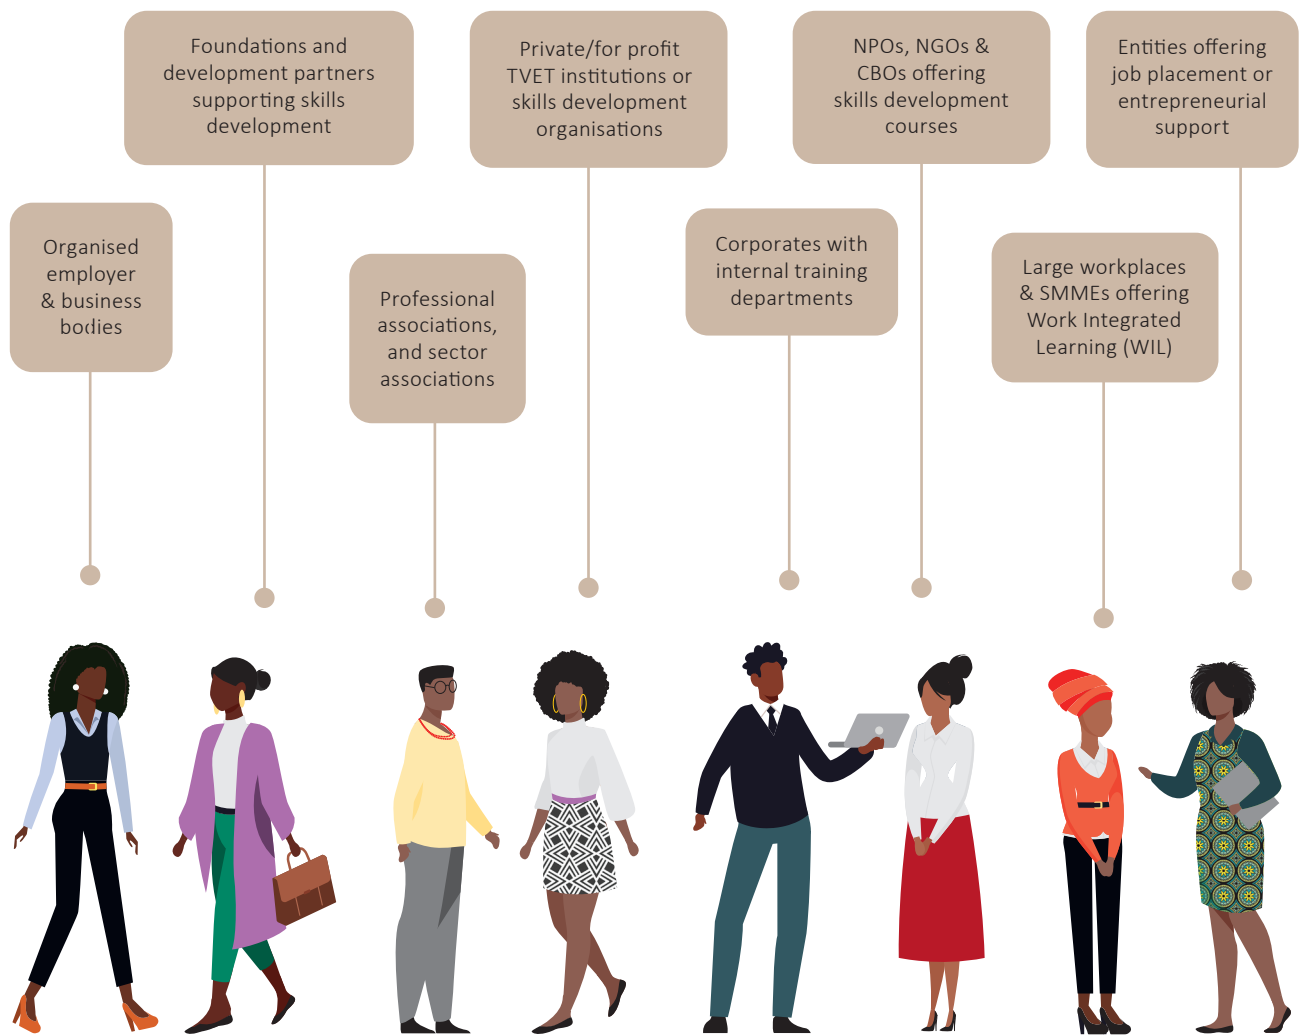 Foundations and
development partners
supporting skills
development
Private/for profit
TVET institutions or
skills development
organisations
NPOs, NGOs &
CBOs offering
skills development
courses
Entities offering
job placement or
entrepreneurial
support
Organised
employer
& business
bodies
Professional
associations,
and sector
associations
Corporates with
internal training
departments
Large workplaces
& SMMEs offering
Work Integrated
Learning (WIL)